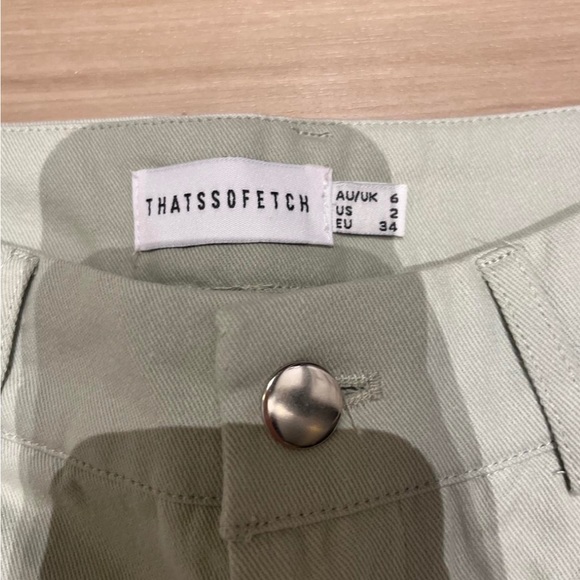 THATSSOFETCH
AU/UK 6
US 2
EU 34